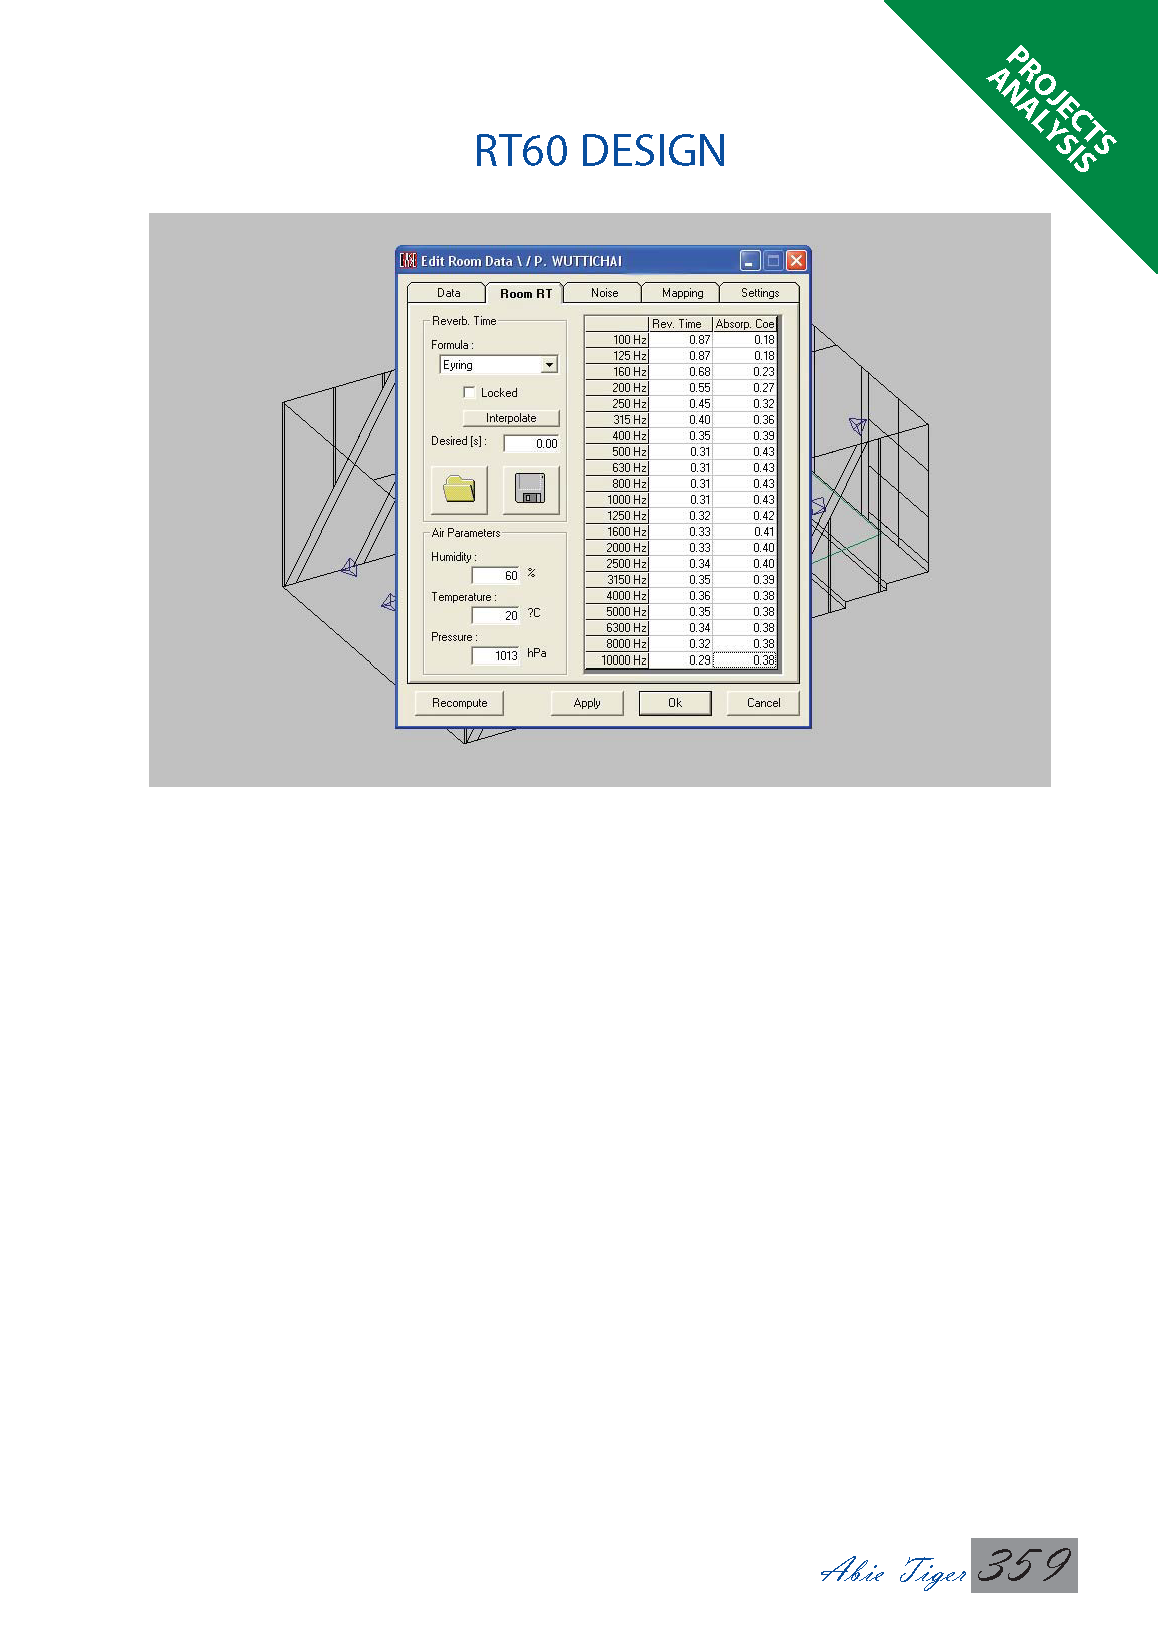 PROJECTS
ANALYSIS
RT60 DESIGN
EASE
Edit Room Data \ / P. WUTTICHAI
Data Room RT Noise Mapping Settings
Reverb. Time
Formula :
Eyring
Locked
Interpolate
Desired [s] : 0.00
Air Parameters
Humidity :
60 %
Temperature :
20 ?C
Pressure :
1013 hPa
Rev. Time Absorp. Coe
100 Hz 0.87 0.18
125 Hz 0.87 0.18
160 Hz 0.68 0.23
200 Hz 0.55 0.27
250 Hz 0.45 0.32
315 Hz 0.40 0.36
400 Hz 0.35 0.39
500 Hz 0.31 0.43
630 Hz 0.31 0.43
800 Hz 0.31 0.43
1000 Hz 0.31 0.43
1250 Hz 0.32 0.42
1600 Hz 0.33 0.41
2000 Hz 0.33 0.40
2500 Hz 0.34 0.40
3150 Hz 0.35 0.39
4000 Hz 0.36 0.38
5000 Hz 0.35 0.38
6300 Hz 0.34 0.38
8000 Hz 0.32 0.38
10000 Hz 0.29 0.38
Recompute Apply Ok Cancel
Abie Tiger 359